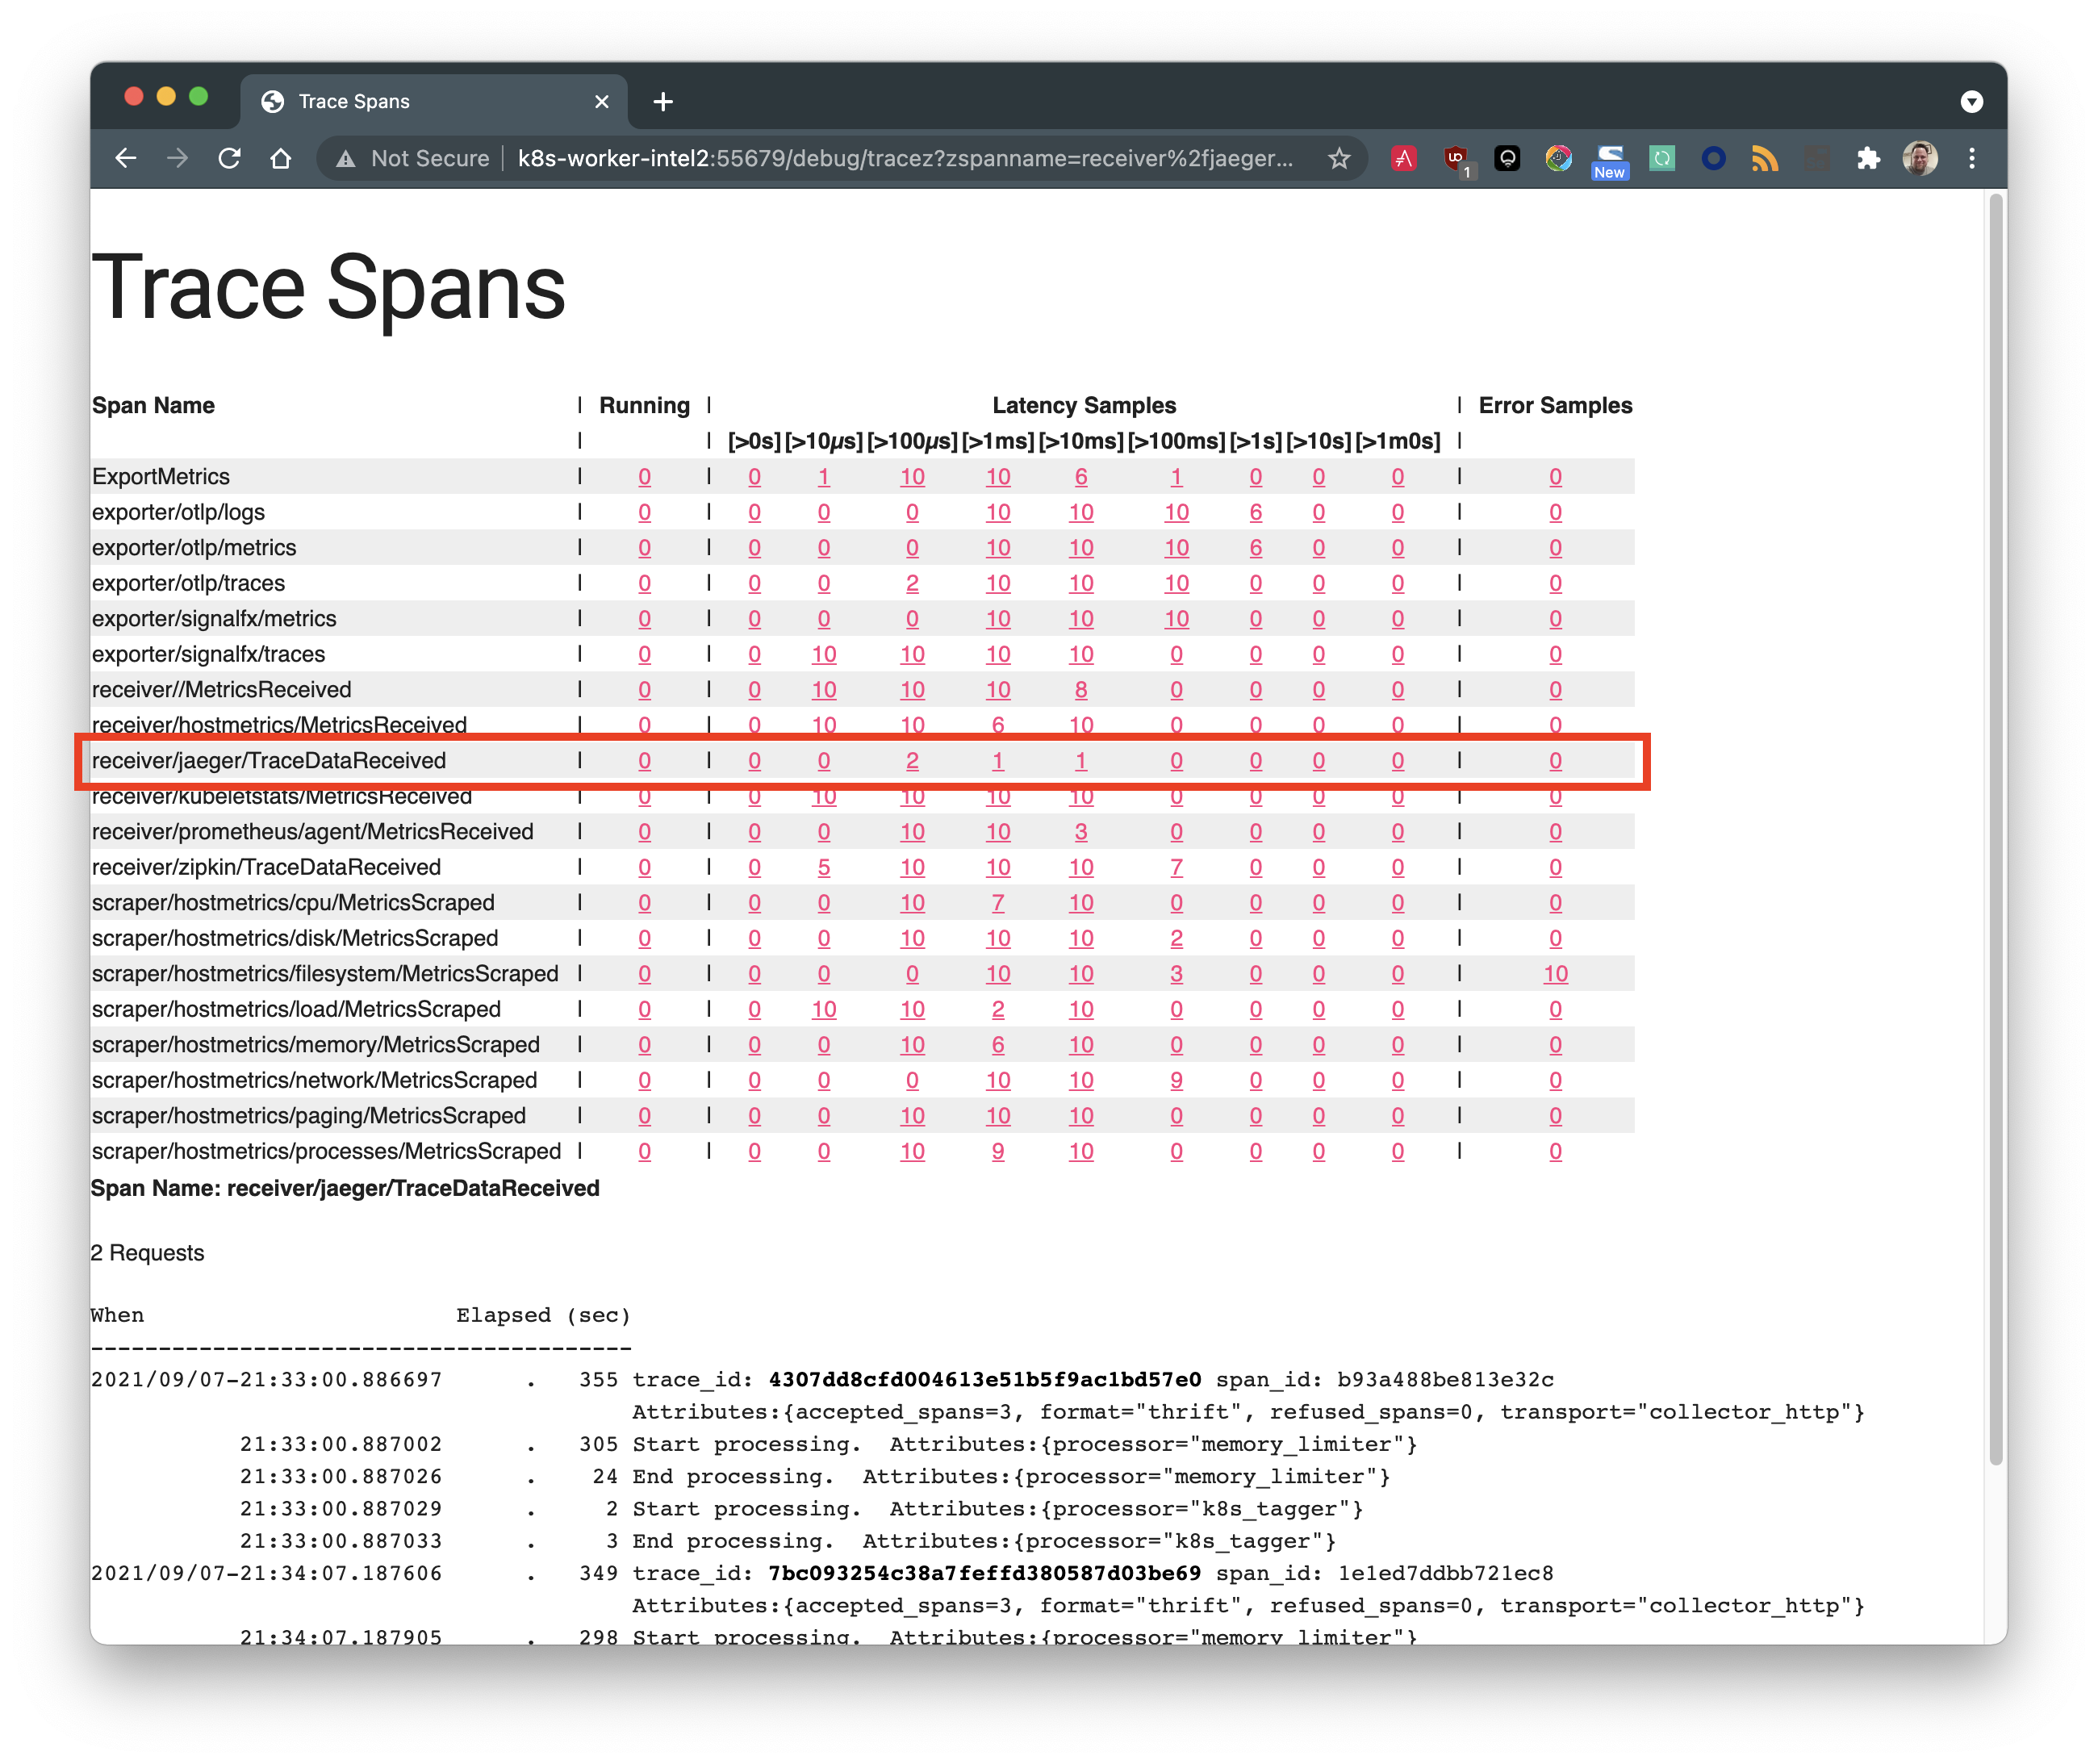 Trace Spans
Not Secure | k8s-worker-intel2:55679/debug/tracez?zspanname=receiver%2fjaeger...
1
New
Trace Spans
Span Name | Running | Latency Samples | Error Samples
| | [>0s] [>10µs] [>100µs] [>1ms] [>10ms] [>100ms] [>1s] [>10s] [>1m0s] |
ExportMetrics | 0 | 0 1 10 10 6 1 0 0 0 | 0
exporter/otlp/logs | 0 | 0 0 0 10 10 10 6 0 0 | 0
exporter/otlp/metrics | 0 | 0 0 0 10 10 10 6 0 0 | 0
exporter/otlp/traces | 0 | 0 0 2 10 10 10 0 0 0 | 0
exporter/signalfx/metrics | 0 | 0 0 0 10 10 10 0 0 0 | 0
exporter/signalfx/traces | 0 | 0 10 10 10 10 0 0 0 0 | 0
receiver//MetricsReceived | 0 | 0 10 10 10 8 0 0 0 0 | 0
receiver/hostmetrics/MetricsReceived | 0 | 0 10 10 6 10 0 0 0 0 | 0
receiver/jaeger/TraceDataReceived | 0 | 0 0 2 1 1 0 0 0 0 | 0
receiver/kubeletstats/MetricsReceived | 0 | 0 10 10 10 10 0 0 0 0 | 0
receiver/prometheus/agent/MetricsReceived | 0 | 0 0 10 10 3 0 0 0 0 | 0
receiver/zipkin/TraceDataReceived | 0 | 0 5 10 10 10 7 0 0 0 | 0
scraper/hostmetrics/cpu/MetricsScraped | 0 | 0 0 10 7 10 0 0 0 0 | 0
scraper/hostmetrics/disk/MetricsScraped | 0 | 0 0 10 10 10 2 0 0 0 | 0
scraper/hostmetrics/filesystem/MetricsScraped | 0 | 0 0 0 10 10 3 0 0 0 | 10
scraper/hostmetrics/load/MetricsScraped | 0 | 0 10 10 2 10 0 0 0 0 | 0
scraper/hostmetrics/memory/MetricsScraped | 0 | 0 0 10 6 10 0 0 0 0 | 0
scraper/hostmetrics/network/MetricsScraped | 0 | 0 0 0 10 10 9 0 0 0 | 0
scraper/hostmetrics/paging/MetricsScraped | 0 | 0 0 10 10 10 0 0 0 0 | 0
scraper/hostmetrics/processes/MetricsScraped | 0 | 0 0 10 9 10 0 0 0 0 | 0
Span Name: receiver/jaeger/TraceDataReceived
2 Requests
When Elapsed (sec)
----------------------------------------
2021/09/07-21:33:00.886697 . 355 trace_id: 4307dd8cfd004613e51b5f9ac1bd57e0 span_id: b93a488be813e32c
Attributes:{accepted_spans=3, format="thrift", refused_spans=0, transport="collector_http"}
21:33:00.887002 . 305 Start processing. Attributes:{processor="memory_limiter"}
21:33:00.887026 . 24 End processing. Attributes:{processor="memory_limiter"}
21:33:00.887029 . 2 Start processing. Attributes:{processor="k8s_tagger"}
21:33:00.887033 . 3 End processing. Attributes:{processor="k8s_tagger"}
2021/09/07-21:34:07.187606 . 349 trace_id: 7bc093254c38a7feffd380587d03be69 span_id: 1e1ed7ddbb721ec8
Attributes:{accepted_spans=3, format="thrift", refused_spans=0, transport="collector_http"}
21:34:07.187905 . 298 Start processing. Attributes:{processor="memory_limiter"}